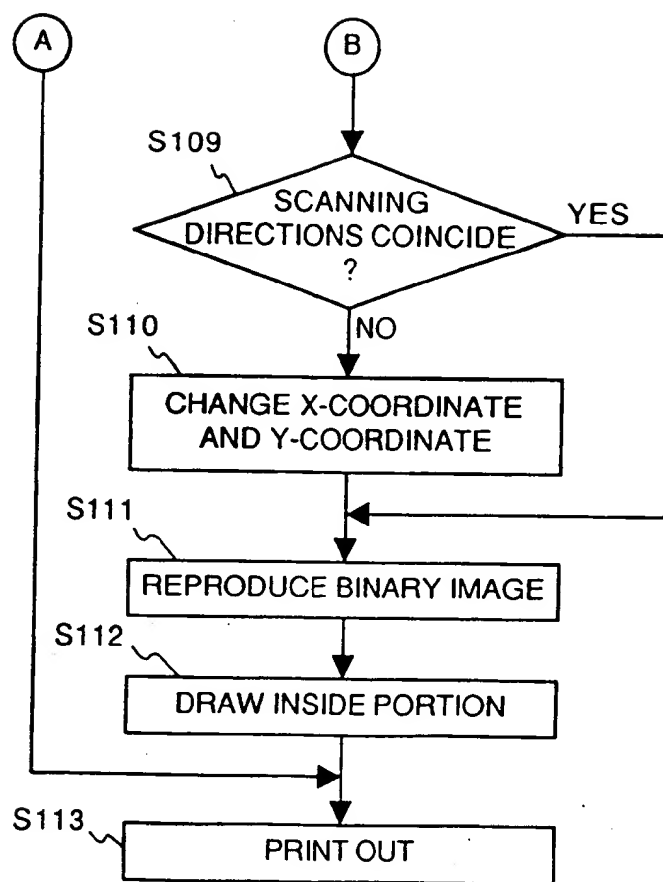 A
B
S109
SCANNING
DIRECTIONS COINCIDE
?
YES
NO
S110
CHANGE X-COORDINATE
AND Y-COORDINATE
S111
REPRODUCE BINARY IMAGE
S112
DRAW INSIDE PORTION
S113
PRINT OUT